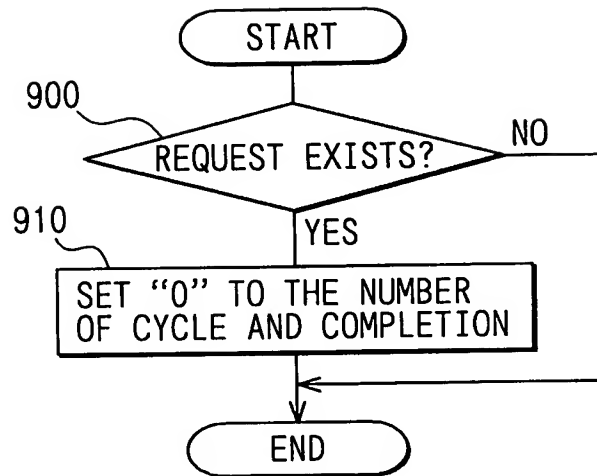 START
900
REQUEST EXISTS?
NO
YES
910
SET “0” TO THE NUMBER
OF CYCLE AND COMPLETION
END